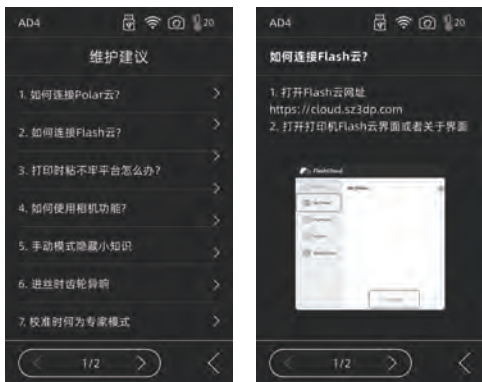 AD4
20
维护建议
1. 如何连接Polar云?
2. 如何连接Flash云?
3. 打印时粘不牢平台怎么办?
4. 如何使用相机功能?
5. 手动模式隐藏小知识
6. 进丝时齿轮异响
7. 校准时何为专家模式
1/2
AD4
20
如何连接Flash云?
1. 打开Flash云网址
https://cloud.sz3dp.com
2. 打开打印机Flash云界面或者关于界面
FlashCloud
1/2